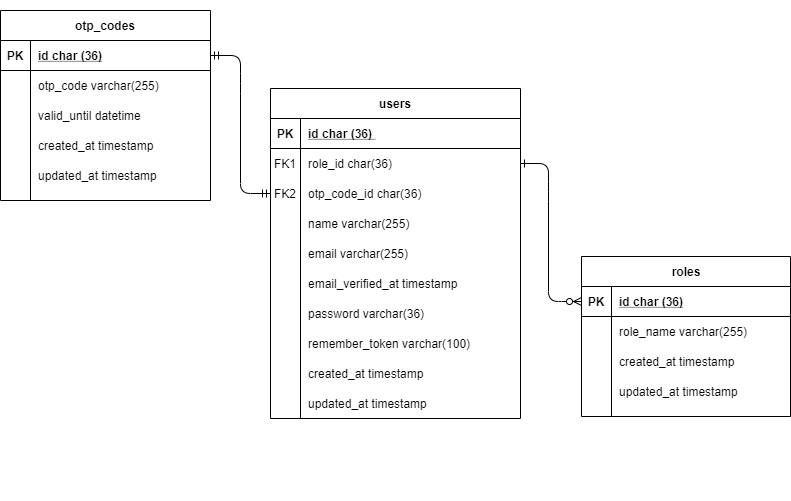 otp_codes
PK id char (36)
otp_code varchar(255)
valid_until datetime
created_at timestamp
updated_at timestamp
users
PK id char (36)
FK1 role_id char(36)
FK2 otp_code_id char(36)
name varchar(255)
email varchar(255)
email_verified_at timestamp
password varchar(36)
remember_token varchar(100)
created_at timestamp
updated_at timestamp
roles
PK id char (36)
role_name varchar(255)
created_at timestamp
updated_at timestamp